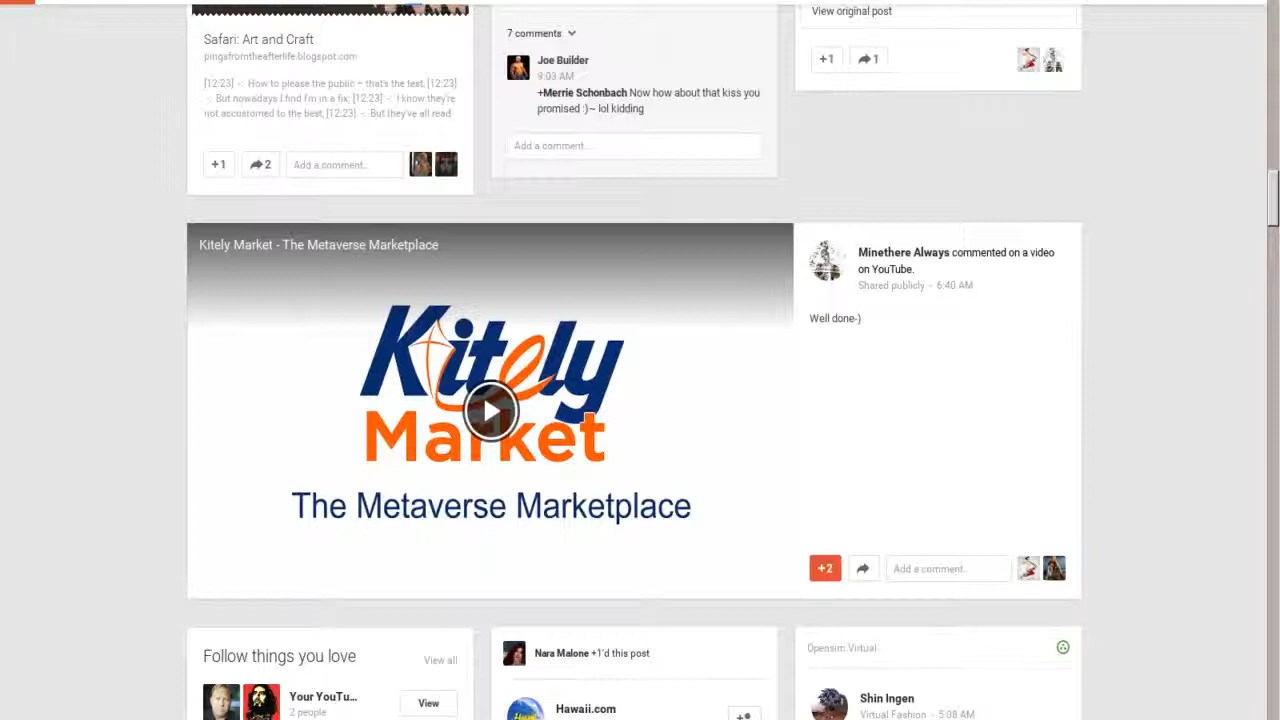 Safari: Art and Craft
pingsfromtheafterlife.blogspot.com
[12:23] -: How to please the public – that's the test; [12:23]
-: But nowadays I find I'm in a fix; [12:23] -: I know they're
not accustomed to the best; [12:23] -: But they've all read
+1
2
Add a comment...
7 comments
Joe Builder
9:03 AM
+Merrie Schonbach Now how about that kiss you
promised :)~ lol kidding
Add a comment...
View original post
+1
1
Kitely Market - The Metaverse Marketplace
Kitely
Market
The Metaverse Marketplace
Minethere Always commented on a video
on YouTube.
Shared publicly - 6:40 AM
Well done-)
+2
Add a comment...
Follow things you love
View all
Your YouTu...
2 people
View
Nara Malone +1'd this post
Hawaii.com
Opensim Virtual
Shin Ingen
Virtual Fashion - 5:08 AM